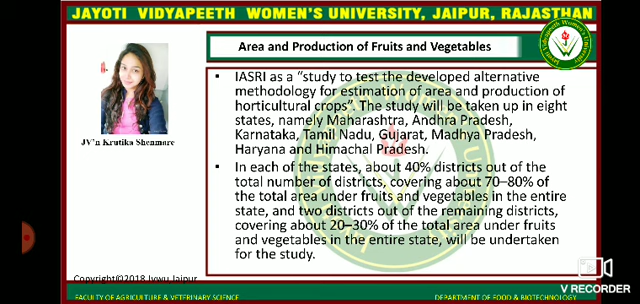 JAYOTI VIDYAPEETH WOMEN'S UNIVERSITY, JAIPUR, RAJASTHAN
Area and Production of Fruits and Vegetables
• IASRI as a "study to test the developed alternative
methodology for estimation of area and production of
horticultural crops". The study will be taken up in eight
states, namely Maharashtra, Andhra Pradesh,
Karnataka, Tamil Nadu, Gujarat, Madhya Pradesh,
Haryana and Himachal Pradesh.
• In each of the states, about 40% districts out of the
total number of districts, covering about 70–80% of
the total area under fruits and vegetables in the entire
state, and two districts out of the remaining districts,
covering about 20–30% of the total area under fruits
and vegetables in the entire state, will be undertaken
for the study.
JV'n Krutika Shenmare
Copyright©2018 Jvwu Jaipur
FACULTY OF AGRICULTURE & VETERINARY SCIENCE
DEPARTMENT OF FOOD & BIOTECHNOLOGY
V RECORDER